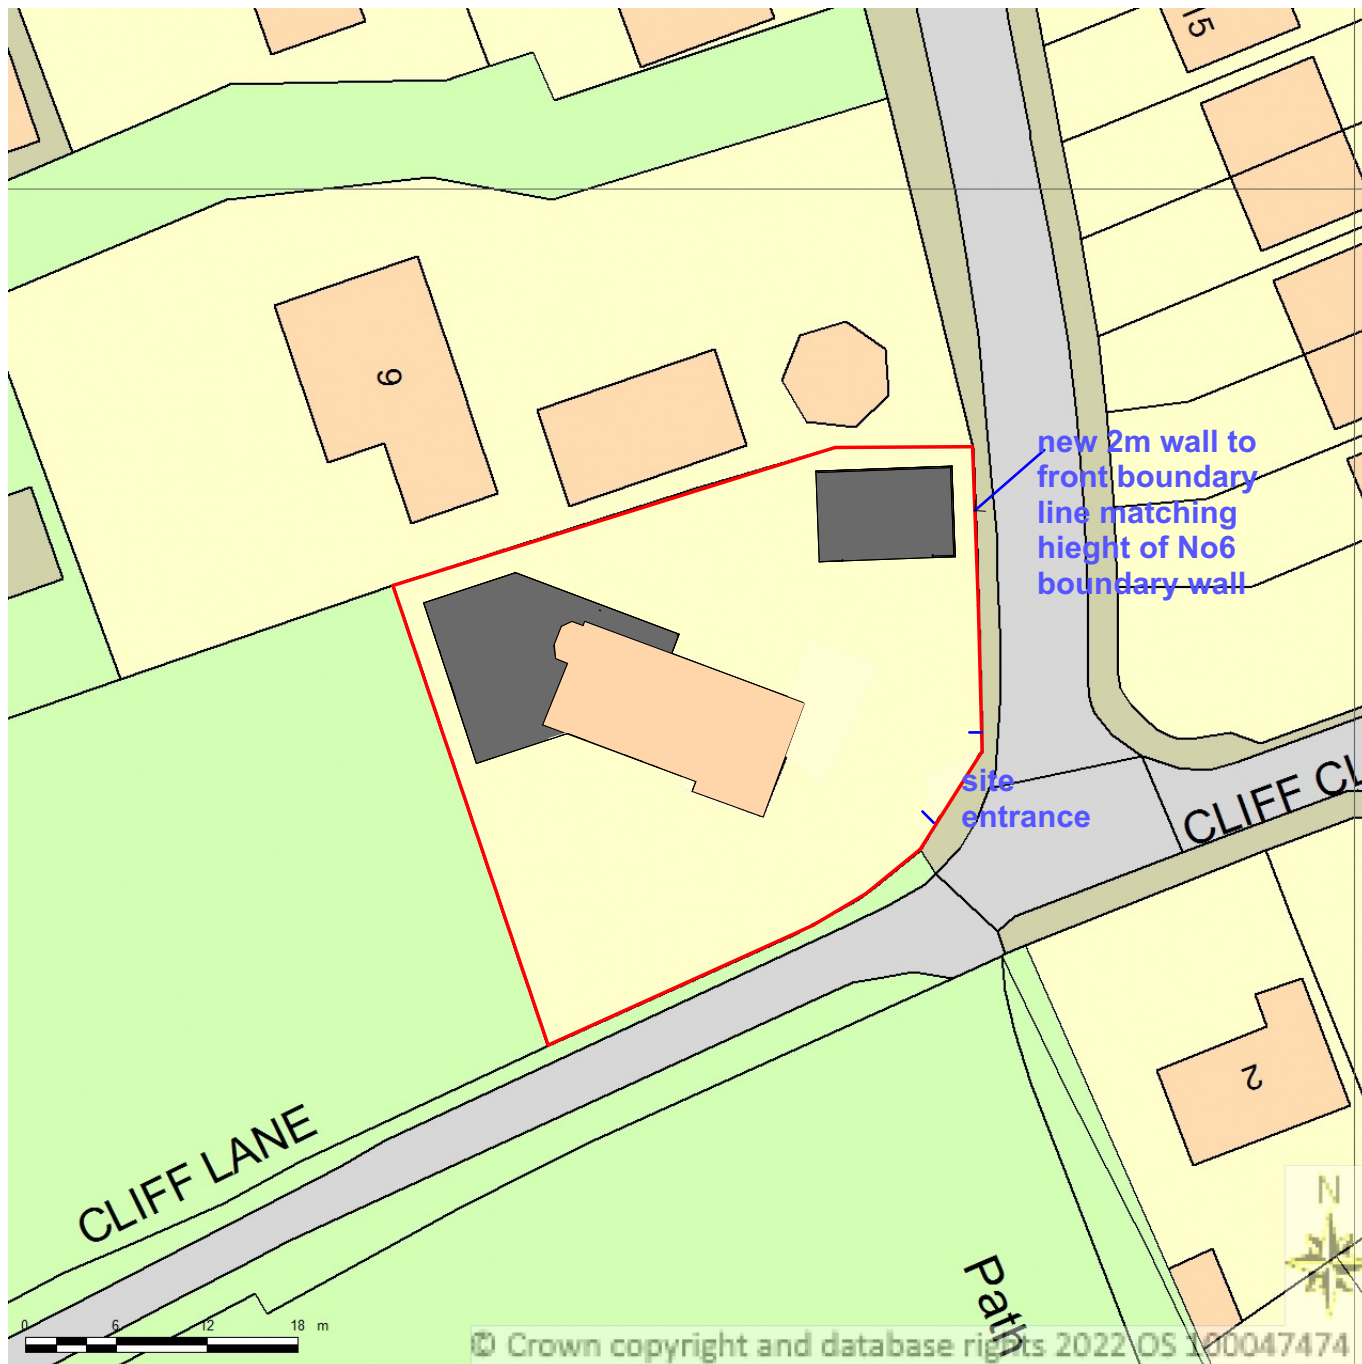 15
9
new 2m wall to
front boundary
line matching
hieght of No6
boundary wall
site
entrance
CLIFF CL
2
CLIFF LANE
Path
N
0 6 12 18 m
© Crown copyright and database rights 2022 OS 100047474